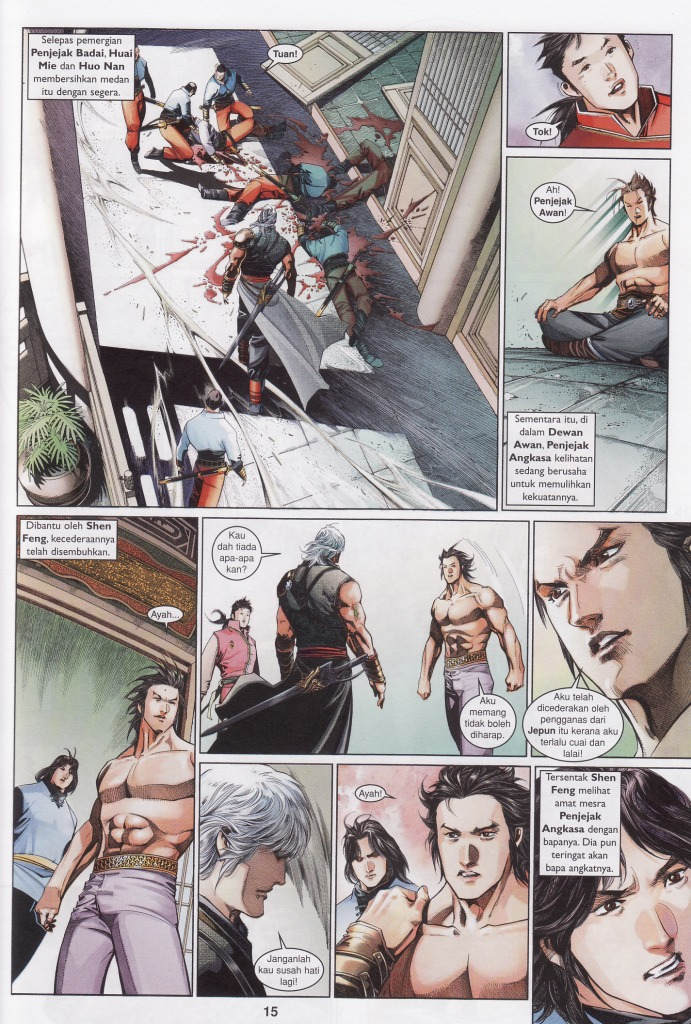 Selepas pemergian
Penjejak Badai, Huai
Mie dan Huo Nan
membersihkan medan
itu dengan segera.
Tuan!
Tok!
Ah!
Penjejak
Awan!
Sementara itu, di
dalam Dewan
Awan, Penjejak
Angkasa kelihatan
sedang berusaha
untuk memulihkan
kekuatannya.
Dibantu oleh Shen
Feng, kecederaannya
telah disembuhkan.
Ayah...
Kau
dah tiada
apa-apa
kan?
Aku
memang
tidak boleh
diharap.
Aku telah
dicederakan oleh
pengganas dari
Jepun itu kerana aku
terlalu cuai dan
lalai!
Janganlah
kau susah hati
lagi!
Ayah!
Tersentak Shen
Feng melihat
amat mesra
Penjejak
Angkasa dengan
bapanya. Dia pun
teringat akan
bapa angkatnya.
15